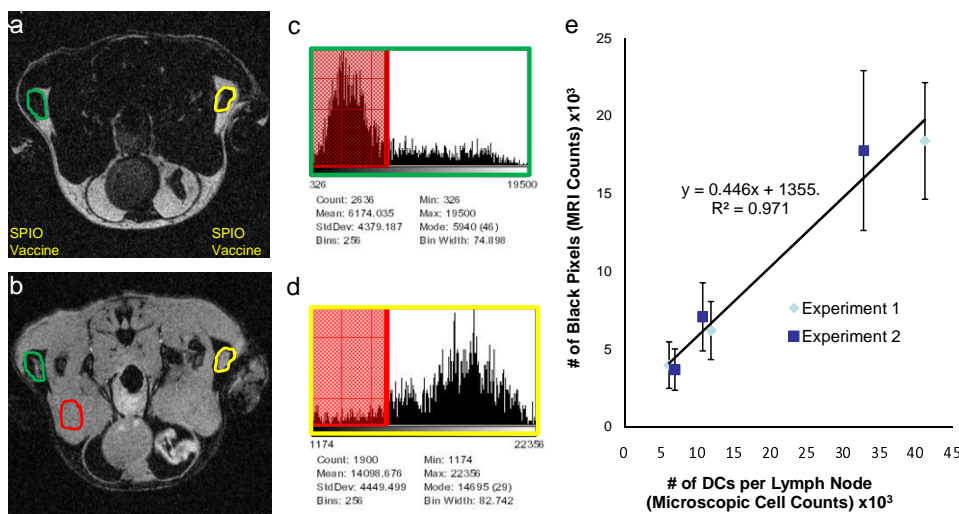 a
SPIO
Vaccine
SPIO
Vaccine
b
c
326
19500
Count: 2636
Min: 326
Mean: 6174.035
Max: 19500
StdDev: 4379.187
Mode: 5940 (46)
Bins: 256
Bin Width: 74.898
d
1174
22356
Count: 1900
Min: 1174
Mean: 14098.676
Max: 22356
StdDev: 4449.499
Mode: 14695 (29)
Bins: 256
Bin Width: 82.742
e
# of Black Pixels (MRI Counts) x10³
25
20
15
10
5
0
y = 0.446x + 1355.
R² = 0.971
Experiment 1
Experiment 2
0 5 10 15 20 25 30 35 40 45
# of DCs per Lymph Node
(Microscopic Cell Counts) x10³